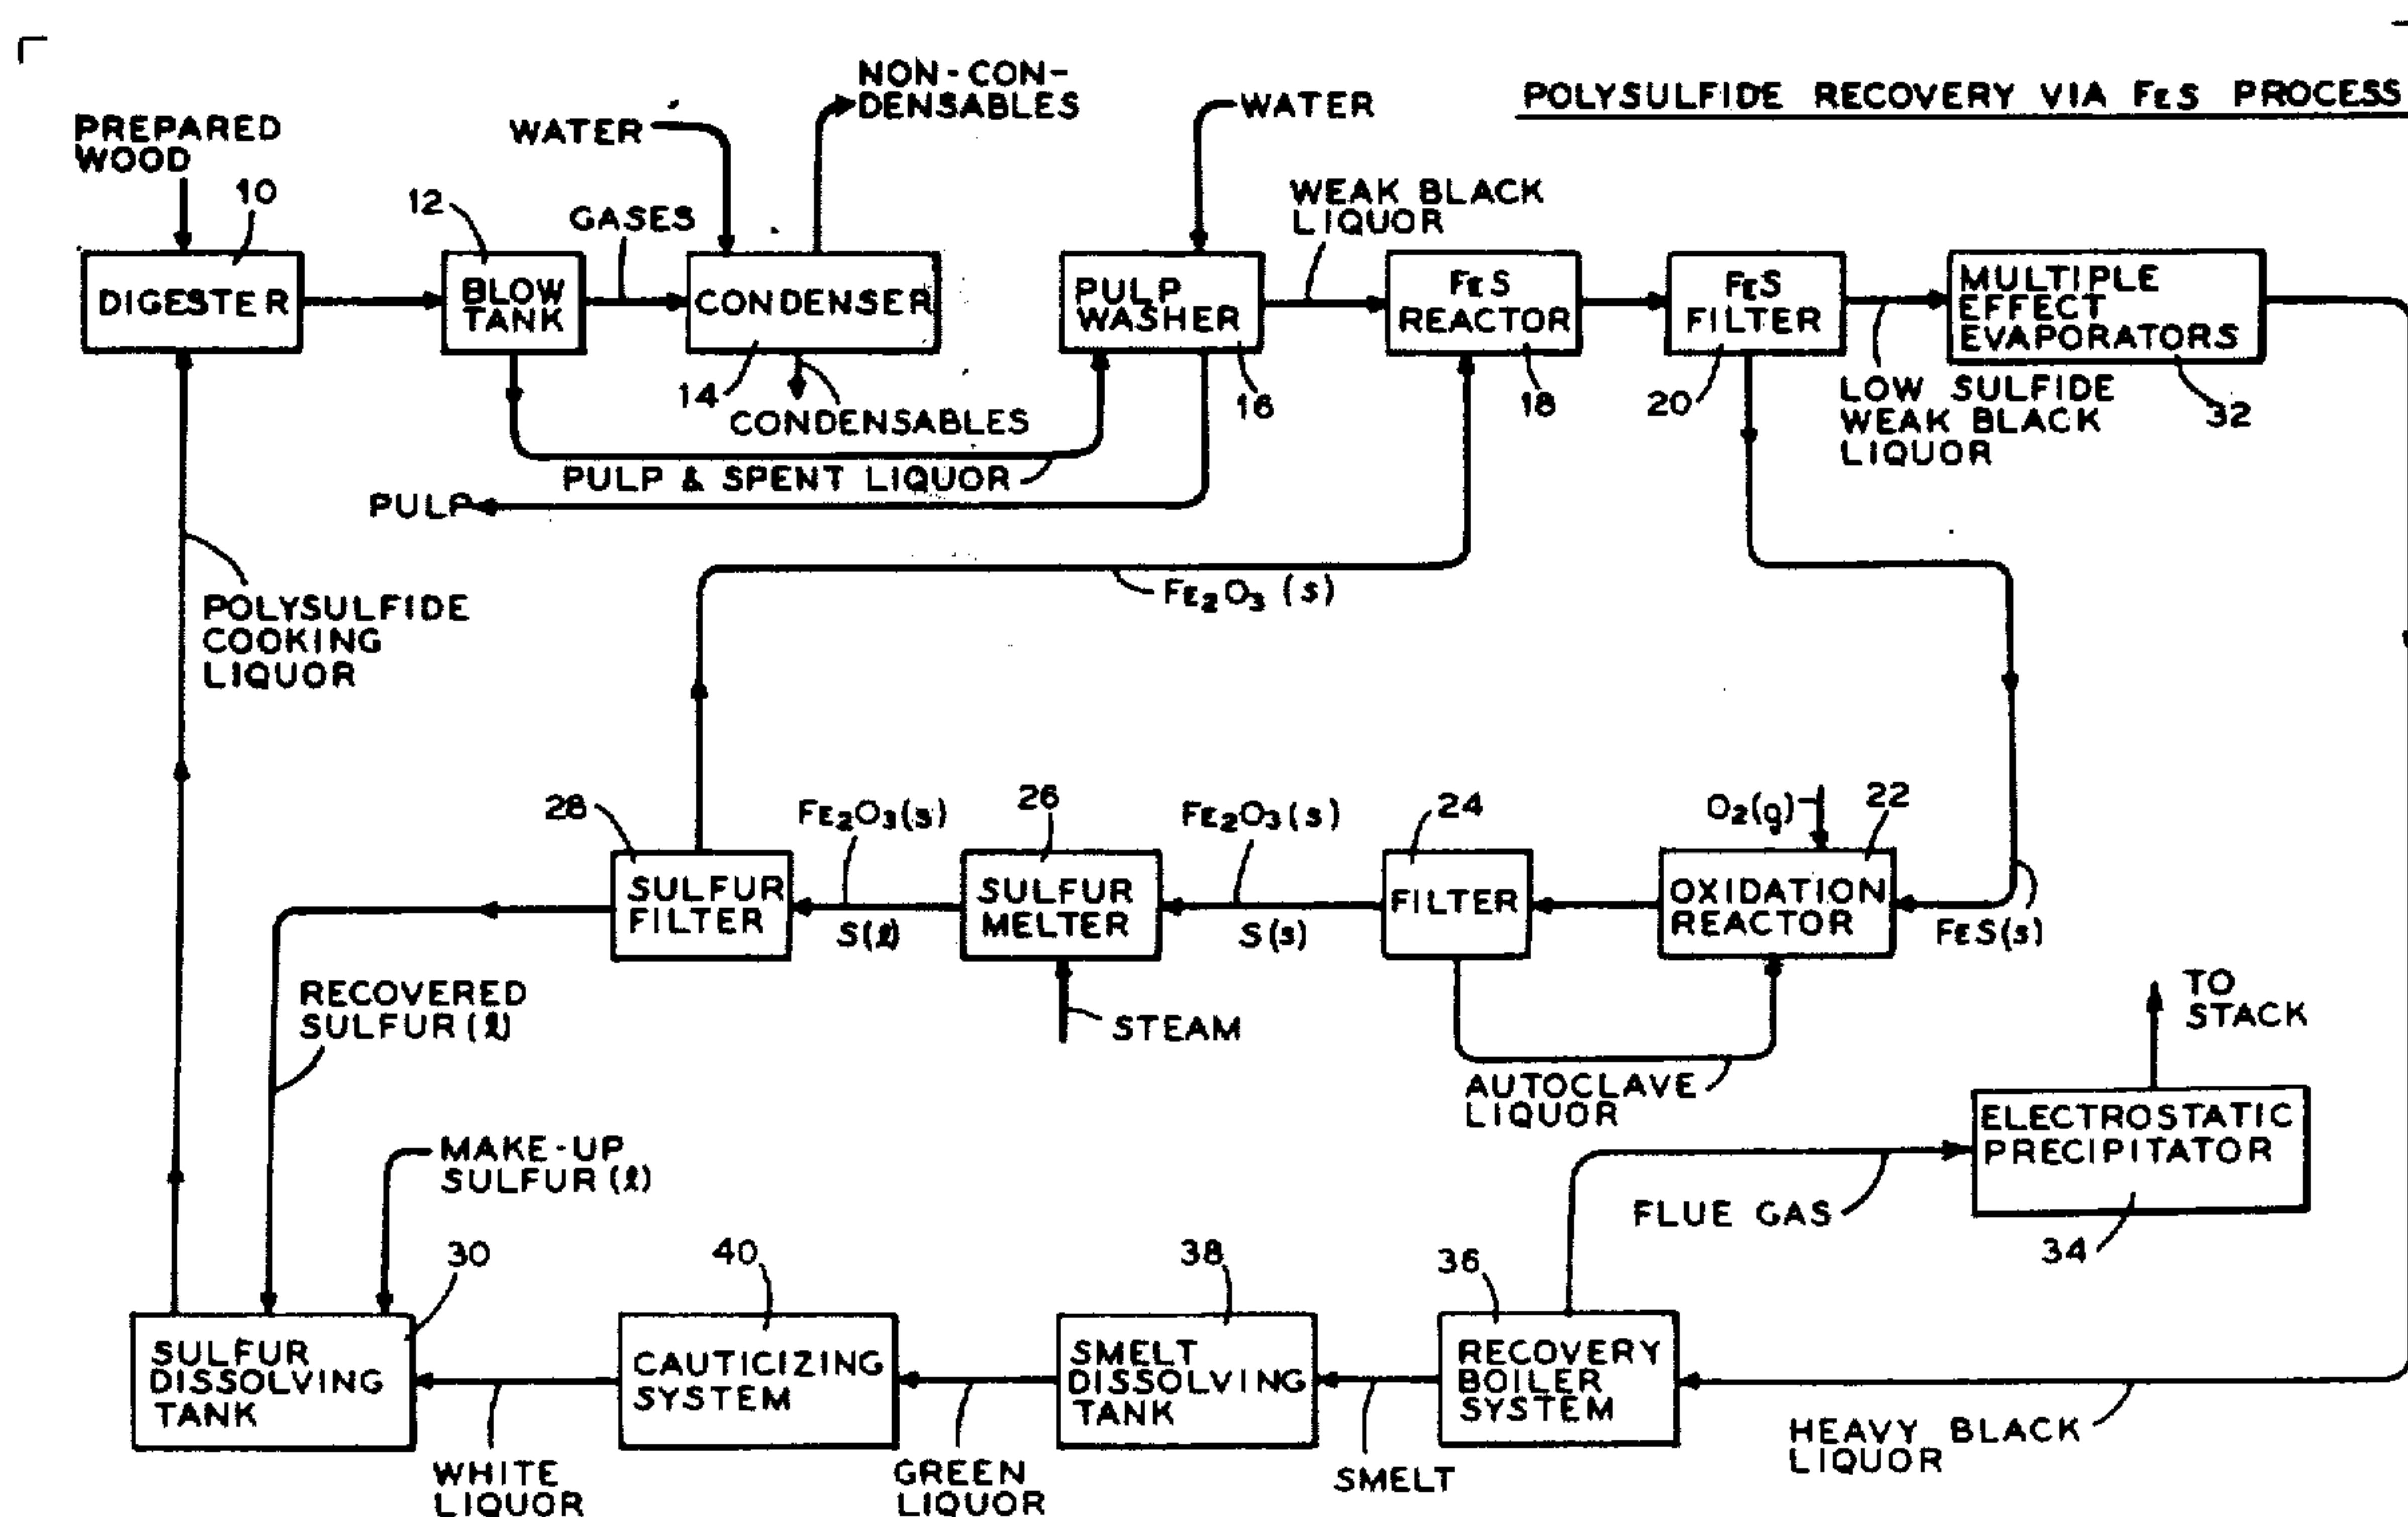 POLYSULFIDE RECOVERY VIA FES PROCESS
NON-CON-
DENSABLES
PREPARED
WOOD
WATER
WATER
10
12
GASES
WEAK BLACK
LIQUOR
DIGESTER
BLOW
TANK
CONDENSER
PULP
WASHER
FES
REACTOR
FES
FILTER
MULTIPLE
EFFECT
EVAPORATORS
14
CONDENSABLES
16
18
20
LOW SULFIDE
WEAK BLACK
LIQUOR
32
PULP & SPENT LIQUOR
PULP
FE₂O₃ (s)
POLYSULFIDE
COOKING
LIQUOR
28
FE₂O₃(s)
26
FE₂O₃(s)
24
O₂(g)
22
SULFUR
FILTER
S(l)
SULFUR
MELTER
S(s)
FILTER
OXIDATION
REACTOR
FES(s)
RECOVERED
SULFUR(l)
STEAM
AUTOCLAVE
LIQUOR
TO
STACK
ELECTROSTATIC
PRECIPITATOR
MAKE-UP
SULFUR(l)
FLUE GAS
34
30
40
38
36
SULFUR
DISSOLVING
TANK
CAUTICIZING
SYSTEM
SMELT
DISSOLVING
TANK
RECOVERY
BOILER
SYSTEM
WHITE
LIQUOR
GREEN
LIQUOR
SMELT
HEAVY BLACK
LIQUOR